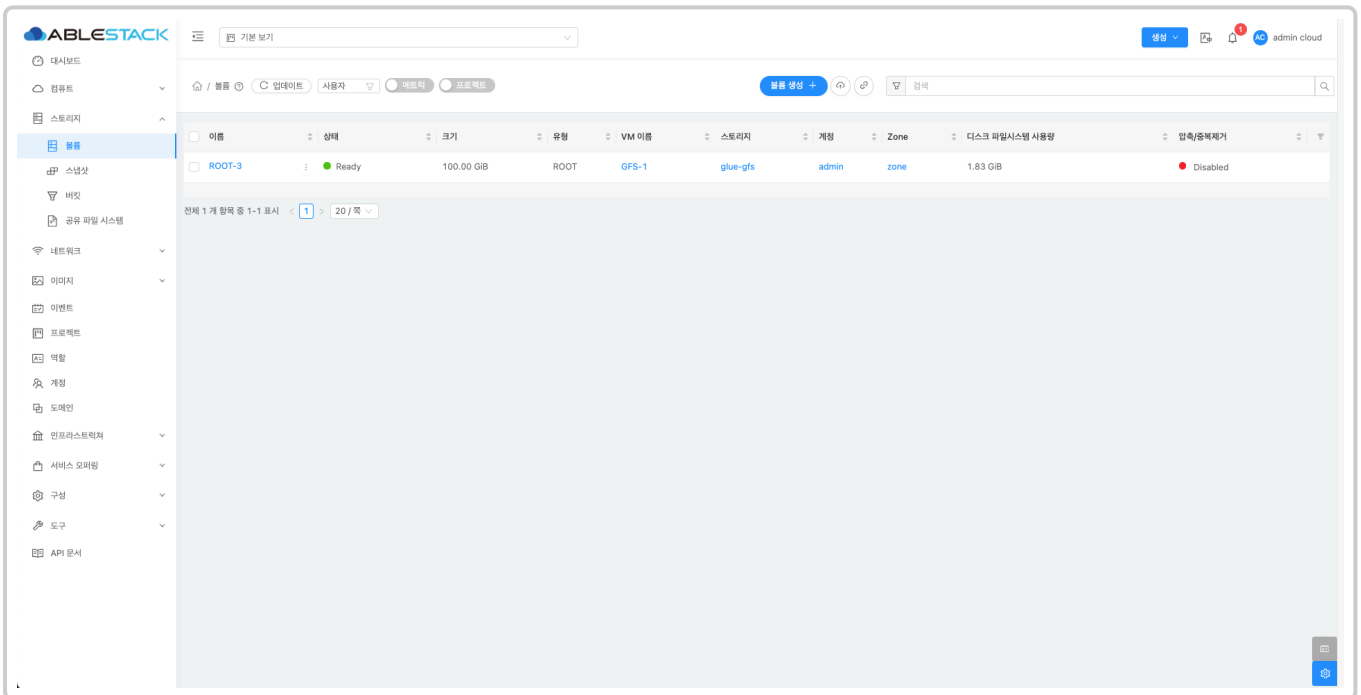 ABLESTACK
기본 보기
생성
1
AC admin cloud
대시보드
컴퓨트
스토리지
볼륨
스냅샷
버킷
공유 파일 시스템
네트워크
이미지
이벤트
프로젝트
역할
계정
도메인
인프라스트럭쳐
서비스 오퍼링
구성
도구
API 문서
/ 볼륨 업데이트 사용자 메트릭 프로젝트
볼륨 생성 + 검색
이름 상태 크기 유형 VM 이름 스토리지 계정 Zone 디스크 파일시스템 사용량 압축/중복제거
ROOT-3 Ready 100.00 GiB ROOT GFS-1 glue-gfs admin zone 1.83 GiB Disabled
전체 1 개 항목 중 1-1 표시 < 1 > 20 / 쪽